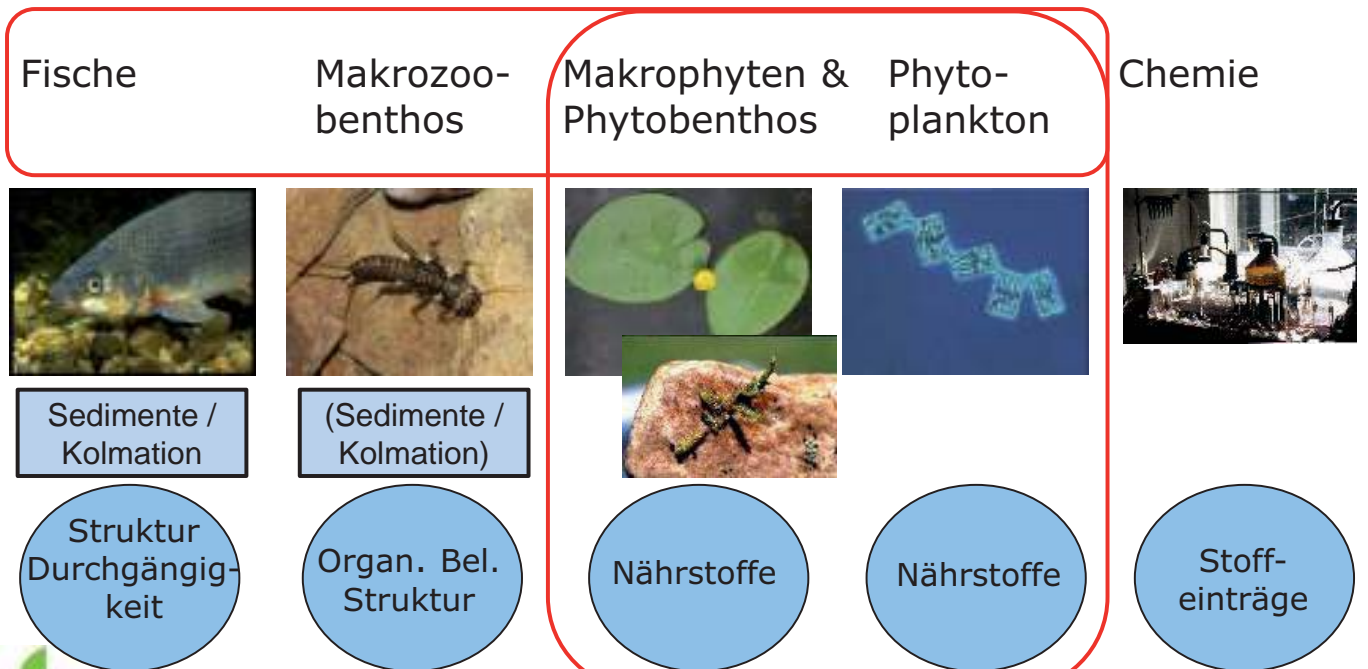 Fische
Makrozoo-
benthos
Makrophyten &
Phytobenthos
Phyto-
plankton
Chemie
Sedimente /
Kolmation
(Sedimente /
Kolmation)
Struktur
Durchgängig-
keit
Organ. Bel.
Struktur
Nährstoffe
Nährstoffe
Stoff-
einträge